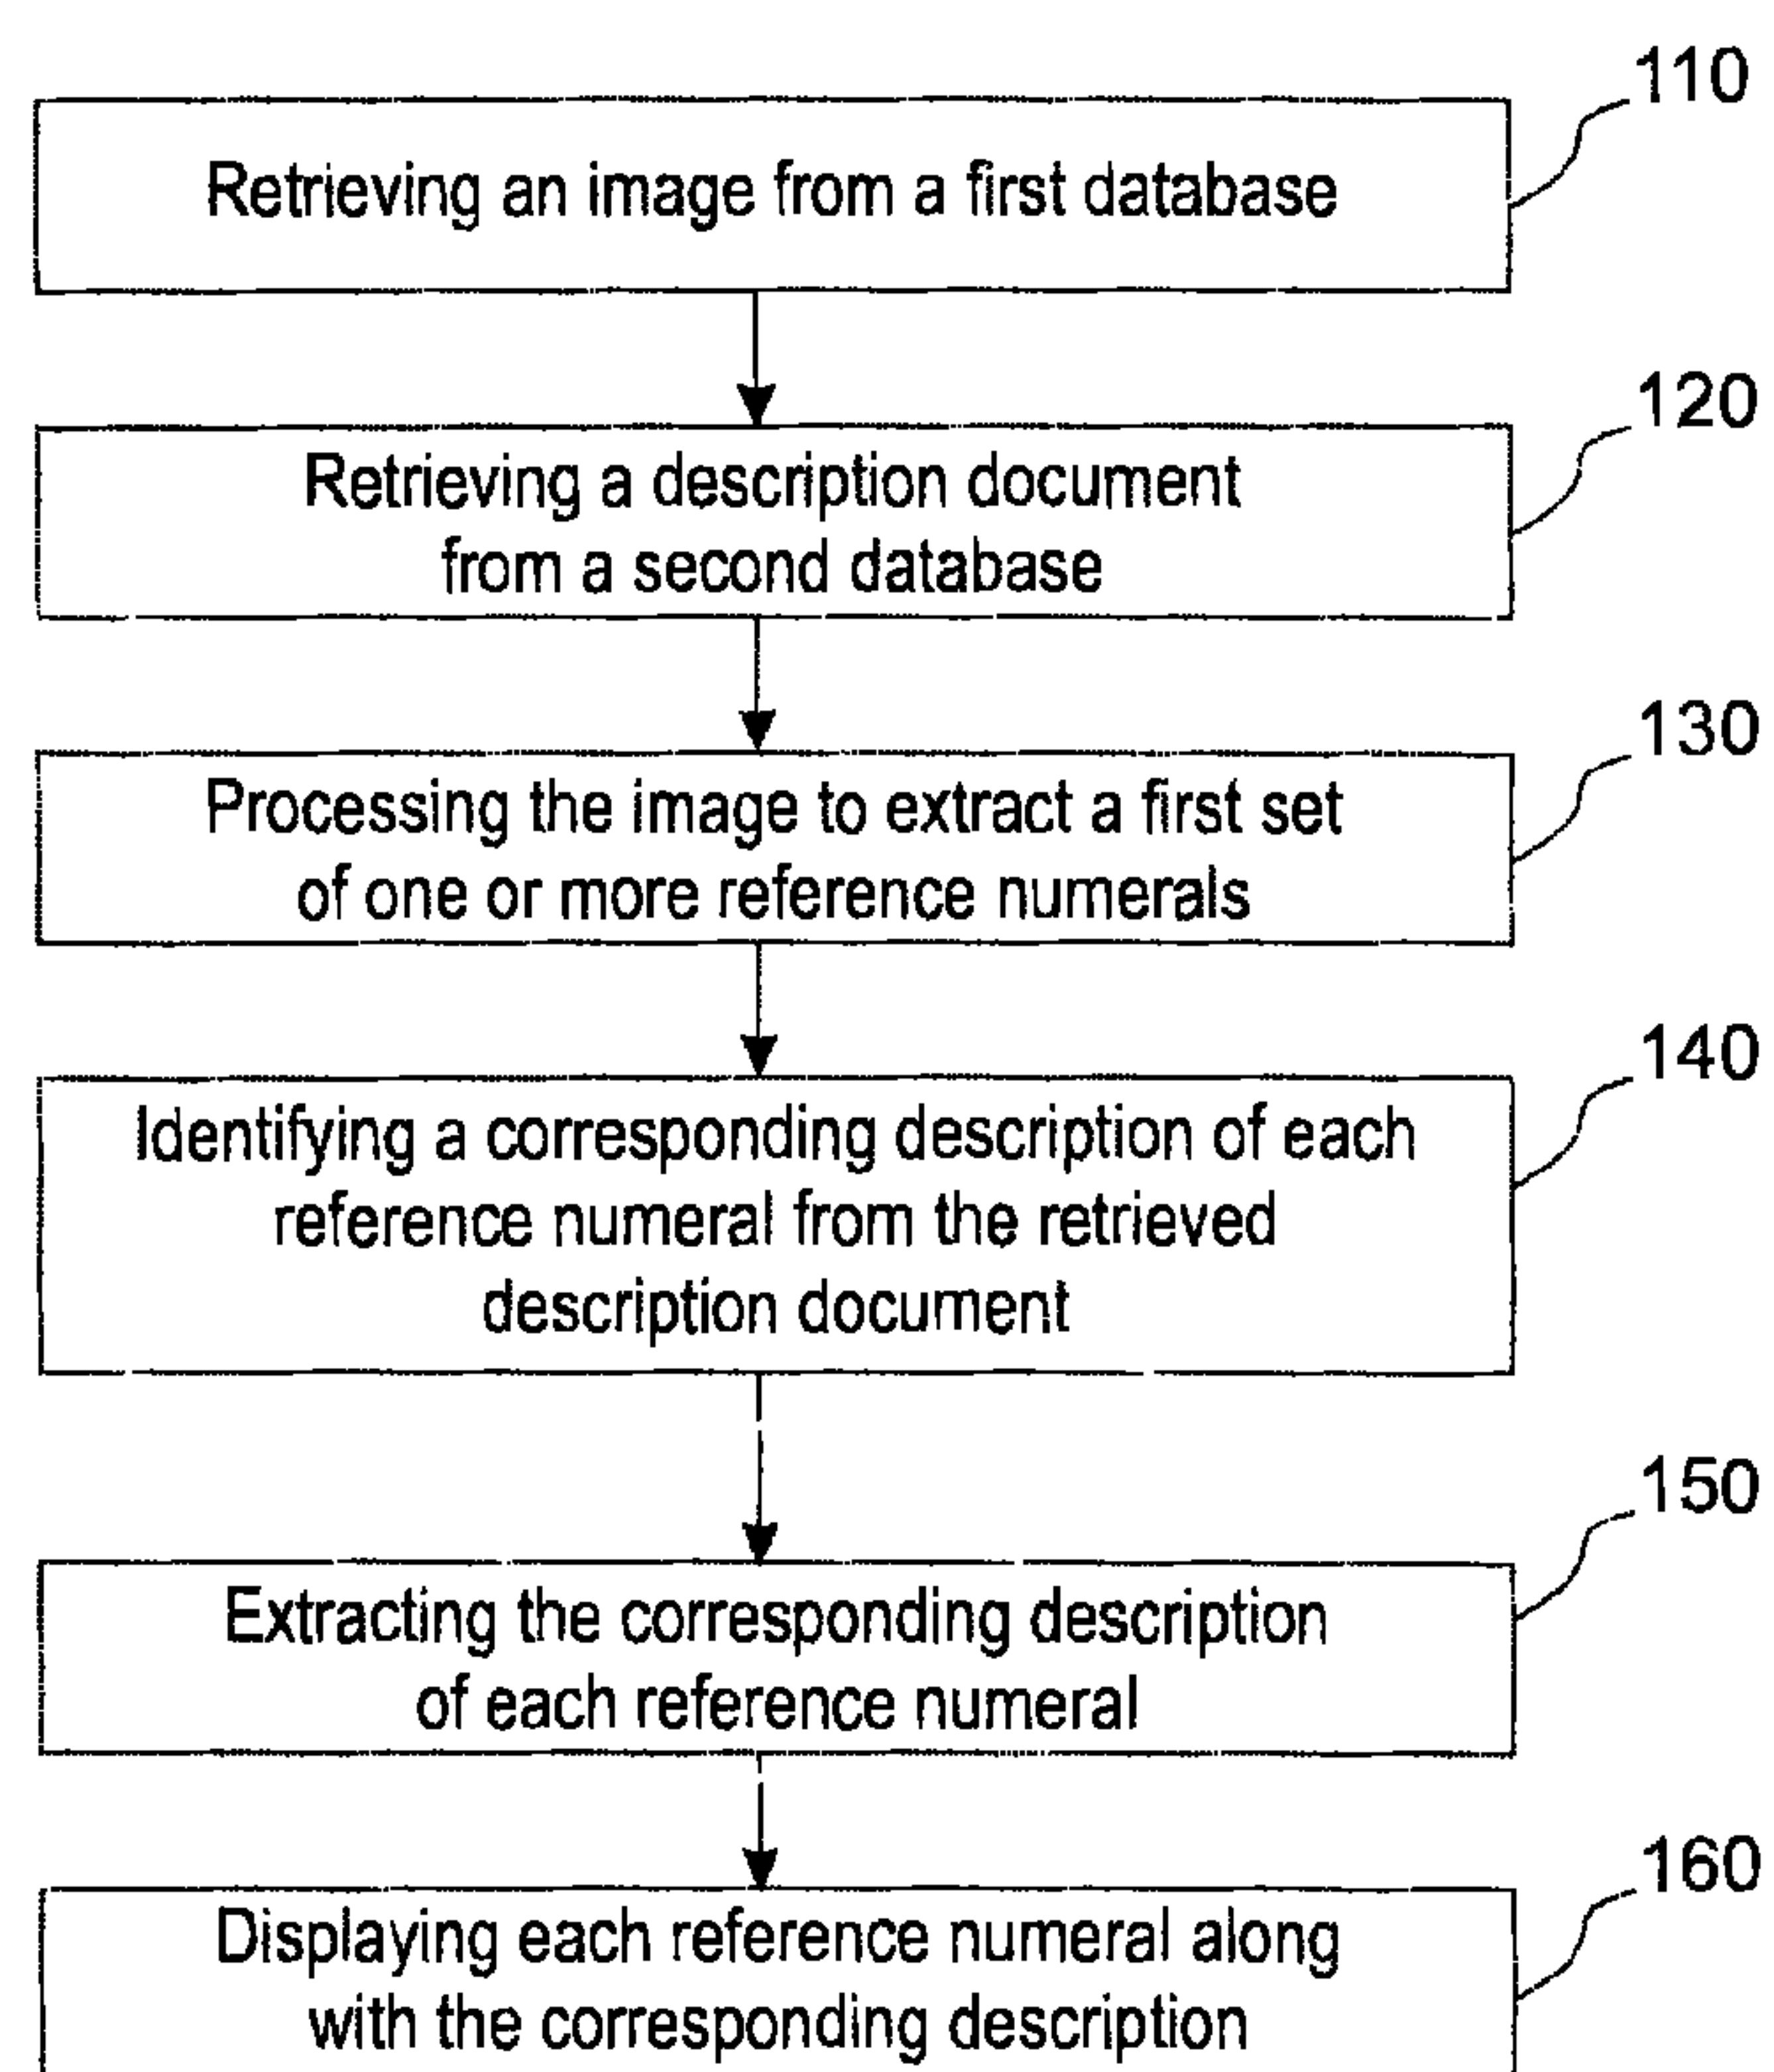 110
Retrieving an image from a first database
120
Retrieving a description document
from a second database
130
Processing the image to extract a first set
of one or more reference numerals
140
Identifying a corresponding description of each
reference numeral from the retrieved
description document
150
Extracting the corresponding description
of each reference numeral
160
Displaying each reference numeral along
with the corresponding description